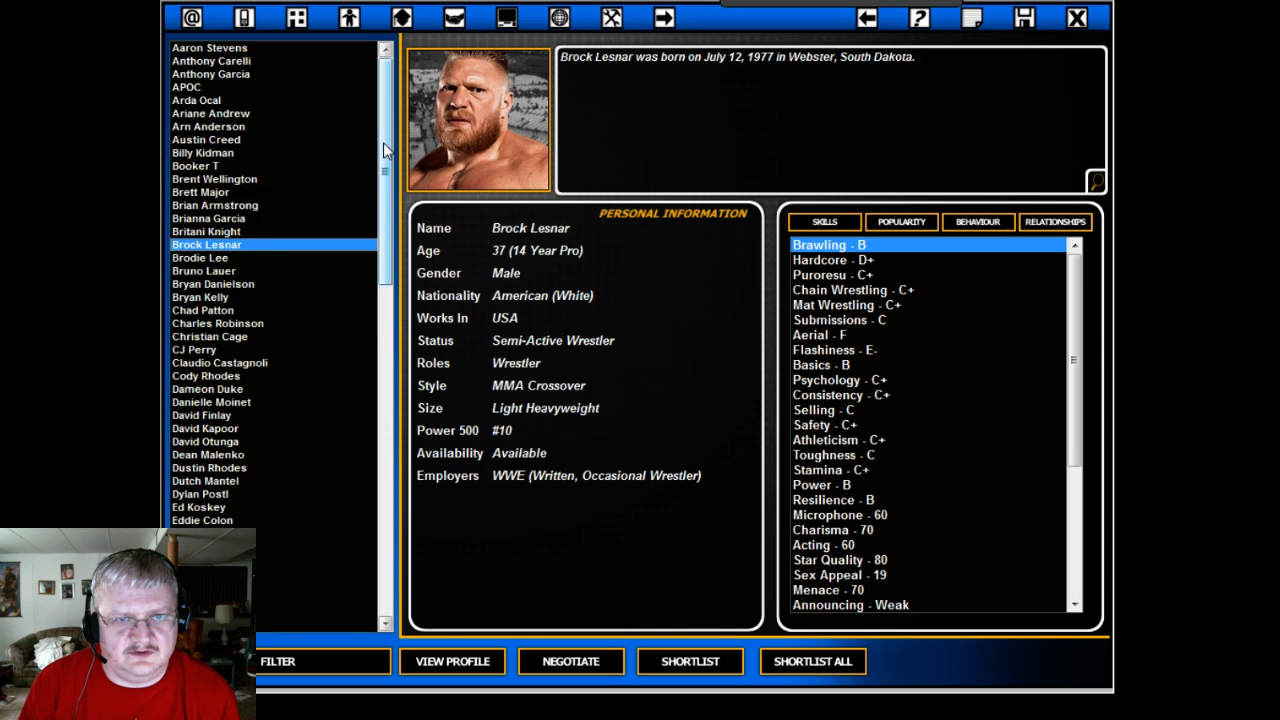 @
?
X
Aaron Stevens
Anthony Carelli
Anthony Garcia
APOC
Arda Ocal
Ariane Andrew
Arn Anderson
Austin Creed
Billy Kidman
Booker T
Brent Wellington
Brett Major
Brian Armstrong
Brianna Garcia
Britani Knight
Brock Lesnar
Brodie Lee
Bruno Lauer
Bryan Danielson
Bryan Kelly
Chad Patton
Charles Robinson
Christian Cage
CJ Perry
Claudio Castagnoli
Cody Rhodes
Dameon Duke
Danielle Moinet
David Finlay
David Kapoor
David Otunga
Dean Malenko
Dustin Rhodes
Dutch Mantel
Dylan Postl
Ed Koskey
Eddie Colon
Brock Lesnar was born on July 12, 1977 in Webster, South Dakota.
PERSONAL INFORMATION
Name Brock Lesnar
Age 37 (14 Year Pro)
Gender Male
Nationality American (White)
Works In USA
Status Semi-Active Wrestler
Roles Wrestler
Style MMA Crossover
Size Light Heavyweight
Power 500 #10
Availability Available
Employers WWE (Written, Occasional Wrestler)
SKILLS POPULARITY BEHAVIOUR RELATIONSHIPS
Brawling - B
Hardcore - D+
Puroresu - C+
Chain Wrestling - C+
Mat Wrestling - C+
Submissions - C
Aerial - F
Flashiness - E-
Basics - B
Psychology - C+
Consistency - C+
Selling - C
Safety - C+
Athleticism - C+
Toughness - C
Stamina - C+
Power - B
Resilience - B
Microphone - 60
Charisma - 70
Acting - 60
Star Quality - 80
Sex Appeal - 19
Menace - 70
Announcing - Weak
FILTER VIEW PROFILE NEGOTIATE SHORTLIST SHORTLIST ALL